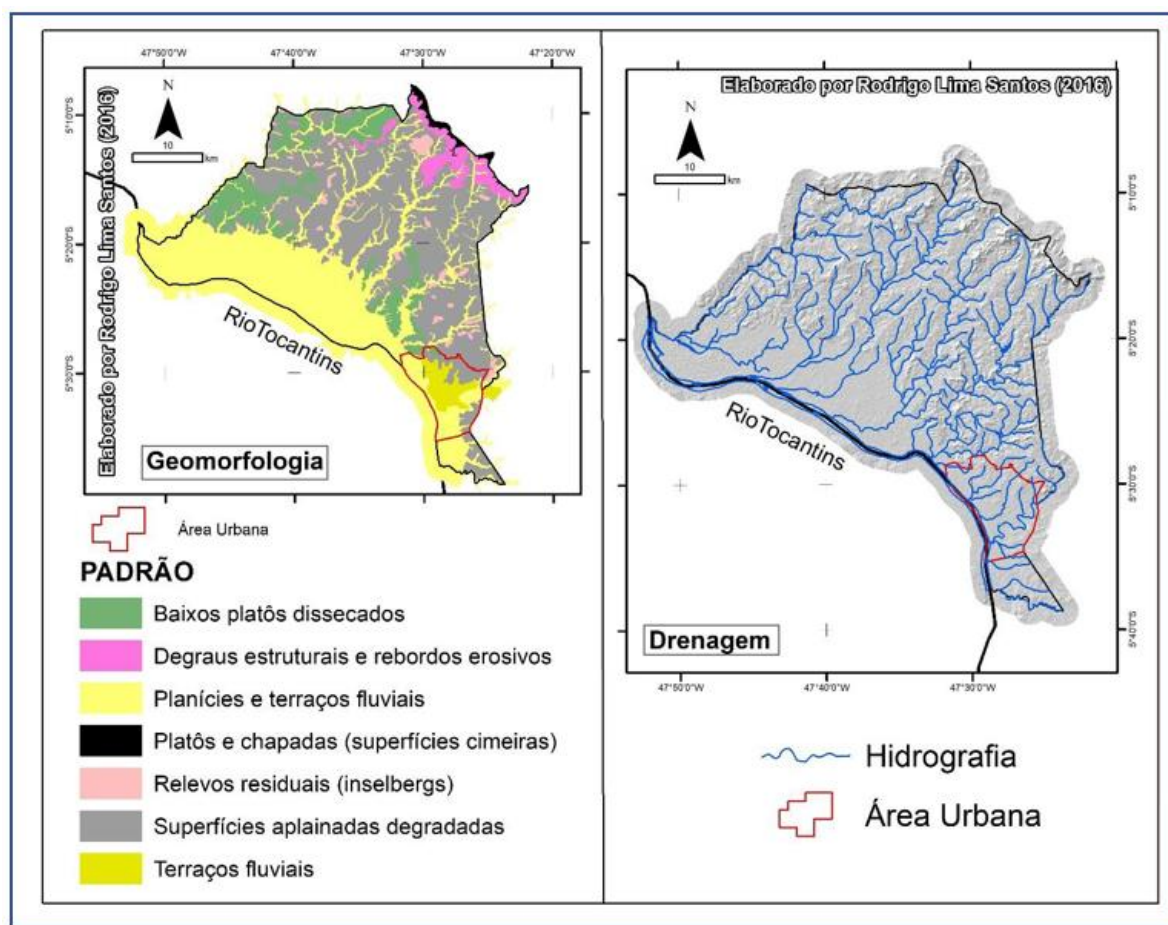 47°50'0"W 47°40'0"W 47°30'0"W 47°20'0"W
Elaborado por Rodrigo Lima Santos (2016)
N
10
km
5°10'0"S
5°20'0"S
5°30'0"S
RioTocantins
Geomorfologia
Área Urbana
PADRÃO
Baixos platôs dissecados
Degraus estruturais e rebordos erosivos
Planícies e terraços fluviais
Platôs e chapadas (superfícies cimeiras)
Relevos residuais (inselbergs)
Superfícies aplainadas degradadas
Terraços fluviais
Elaborado por Rodrigo Lima Santos (2016)
N
10
km
5°10'0"S
5°20'0"S
5°30'0"S
5°40'0"S
RioTocantins
Drenagem
47°50'0"W 47°40'0"W 47°30'0"W
Hidrografia
Área Urbana